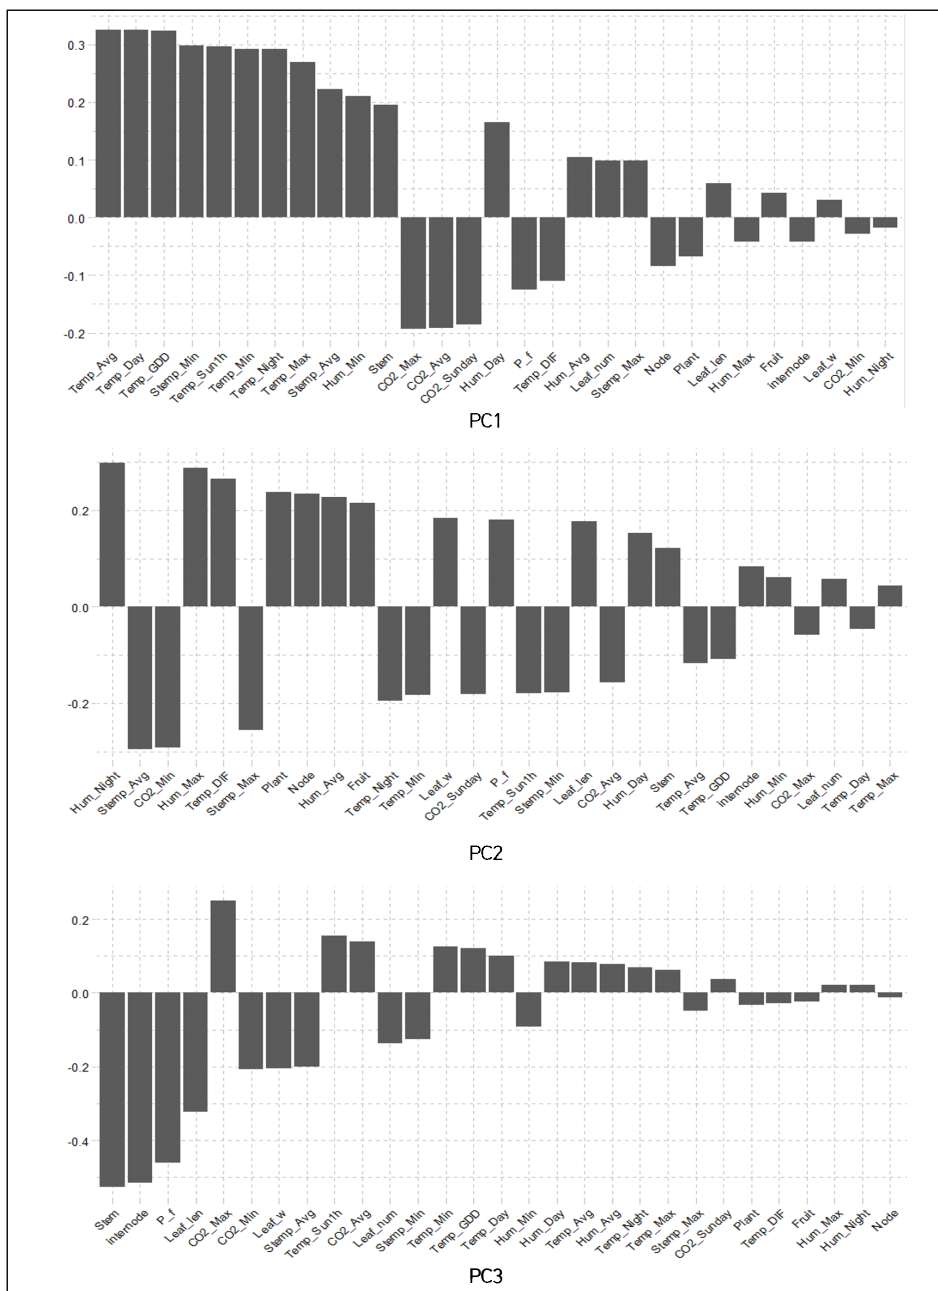 0.3
0.2
0.1
0.0
-0.1
-0.2
Temp_Avg Temp_Day Temp_GDD Stemp_Min Temp_Sun1h Temp_Min Temp_Night Temp_Max Stemp_Avg Hum_Min Stem CO2_Max CO2_Avg CO2_Sunday Hum_Day P_f Temp_DIF Hum_Avg Leaf_num Stemp_Max Node Plant Leaf_len Hum_Max Fruit Internode Leaf_w CO2_Min Hum_Night
PC1
0.2
0.0
-0.2
Hum_Night Stemp_Avg CO2_Min Hum_Max Temp_DIF Stemp_Max Plant Node Hum_Avg Fruit Temp_Night Temp_Min Leaf_w CO2_Sunday P_f Temp_Sun1h Stemp_Min Leaf_len CO2_Avg Hum_Day Stem Temp_Avg Temp_GDD Internode Hum_Min CO2_Max Leaf_num Temp_Day Temp_Max
PC2
0.2
0.0
-0.2
-0.4
Stem Internode P_f Leaf_len CO2_Max CO2_Min Leaf_w Stemp_Avg Temp_Sun1h CO2_Avg Leaf_num Stemp_Min Temp_Min Temp_GDD Temp_Day Hum_Min Hum_Day Temp_Avg Hum_Avg Temp_Night Temp_Max Stemp_Max CO2_Sunday Plant Temp_DIF Fruit Hum_Max Hum_Night Node
PC3